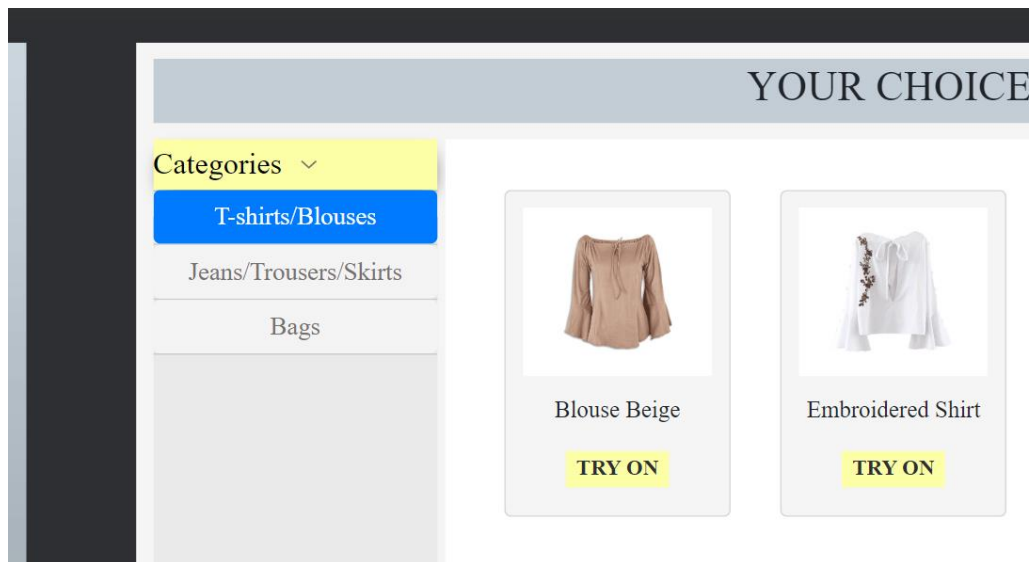 YOUR CHOICE
Categories
T-shirts/Blouses
Jeans/Trousers/Skirts
Bags
Blouse Beige
TRY ON
Embroidered Shirt
TRY ON